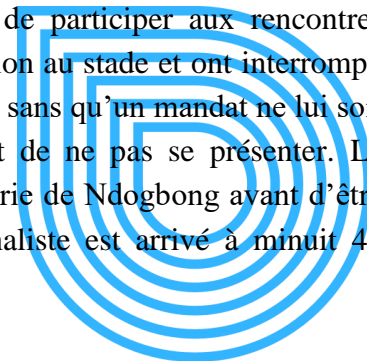 de participer aux rencontre
on au stade et ont interromp
sans qu'un mandat ne lui soi
t de ne pas se présenter. L
rie de Ndogbong avant d'êtr
naliste est arrivé à minuit 4